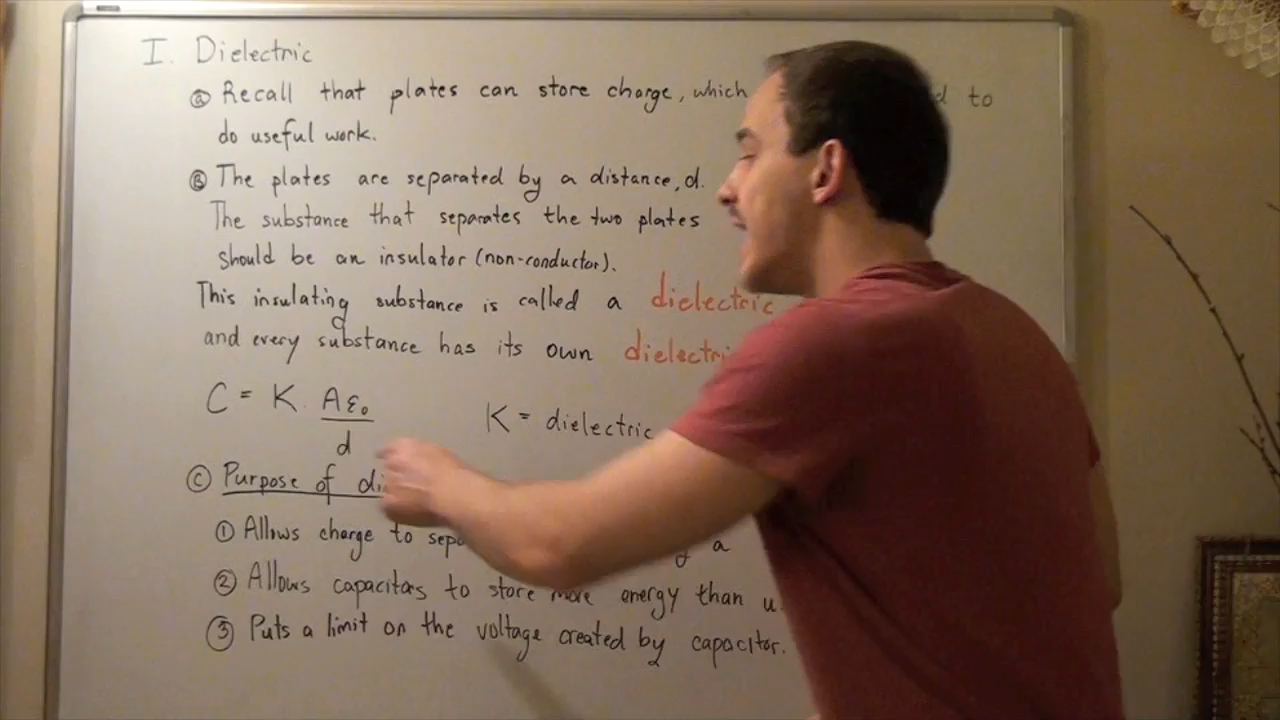 I. Dielectric
Ⓐ Recall that plates can store charge, which to
do useful work.
Ⓑ The plates are separated by a distance, d.
The substance that separates the two plates
should be an insulator (non-conductor).
This insulating substance is called a dielectric
and every substance has its own
C = K · Aε₀/d K = dielectric
Ⓒ Purpose of
① Allows charge to a
② Allows capacitors to store more energy than
③ Puts a limit on the voltage created by capacitor.